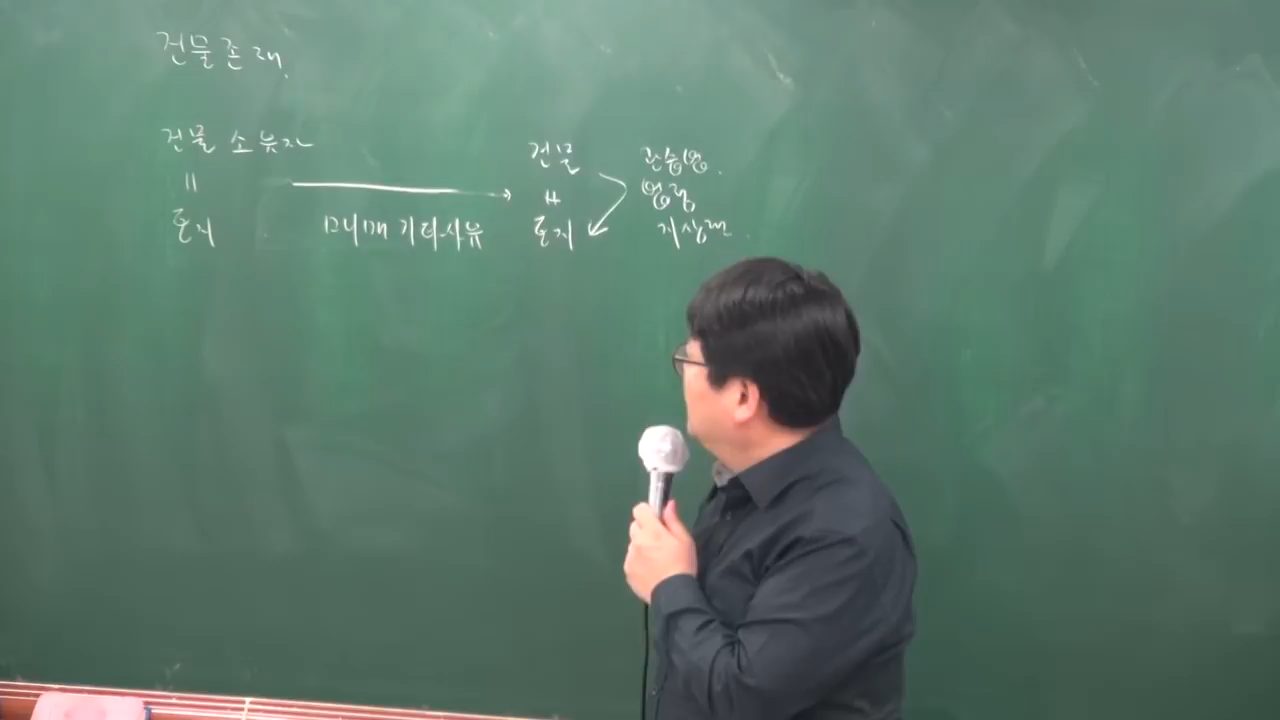 건물존재.
건물 소유자
〃
토지
매매 기타사유
건물
≠
토지
관습법.
법정
지상권.